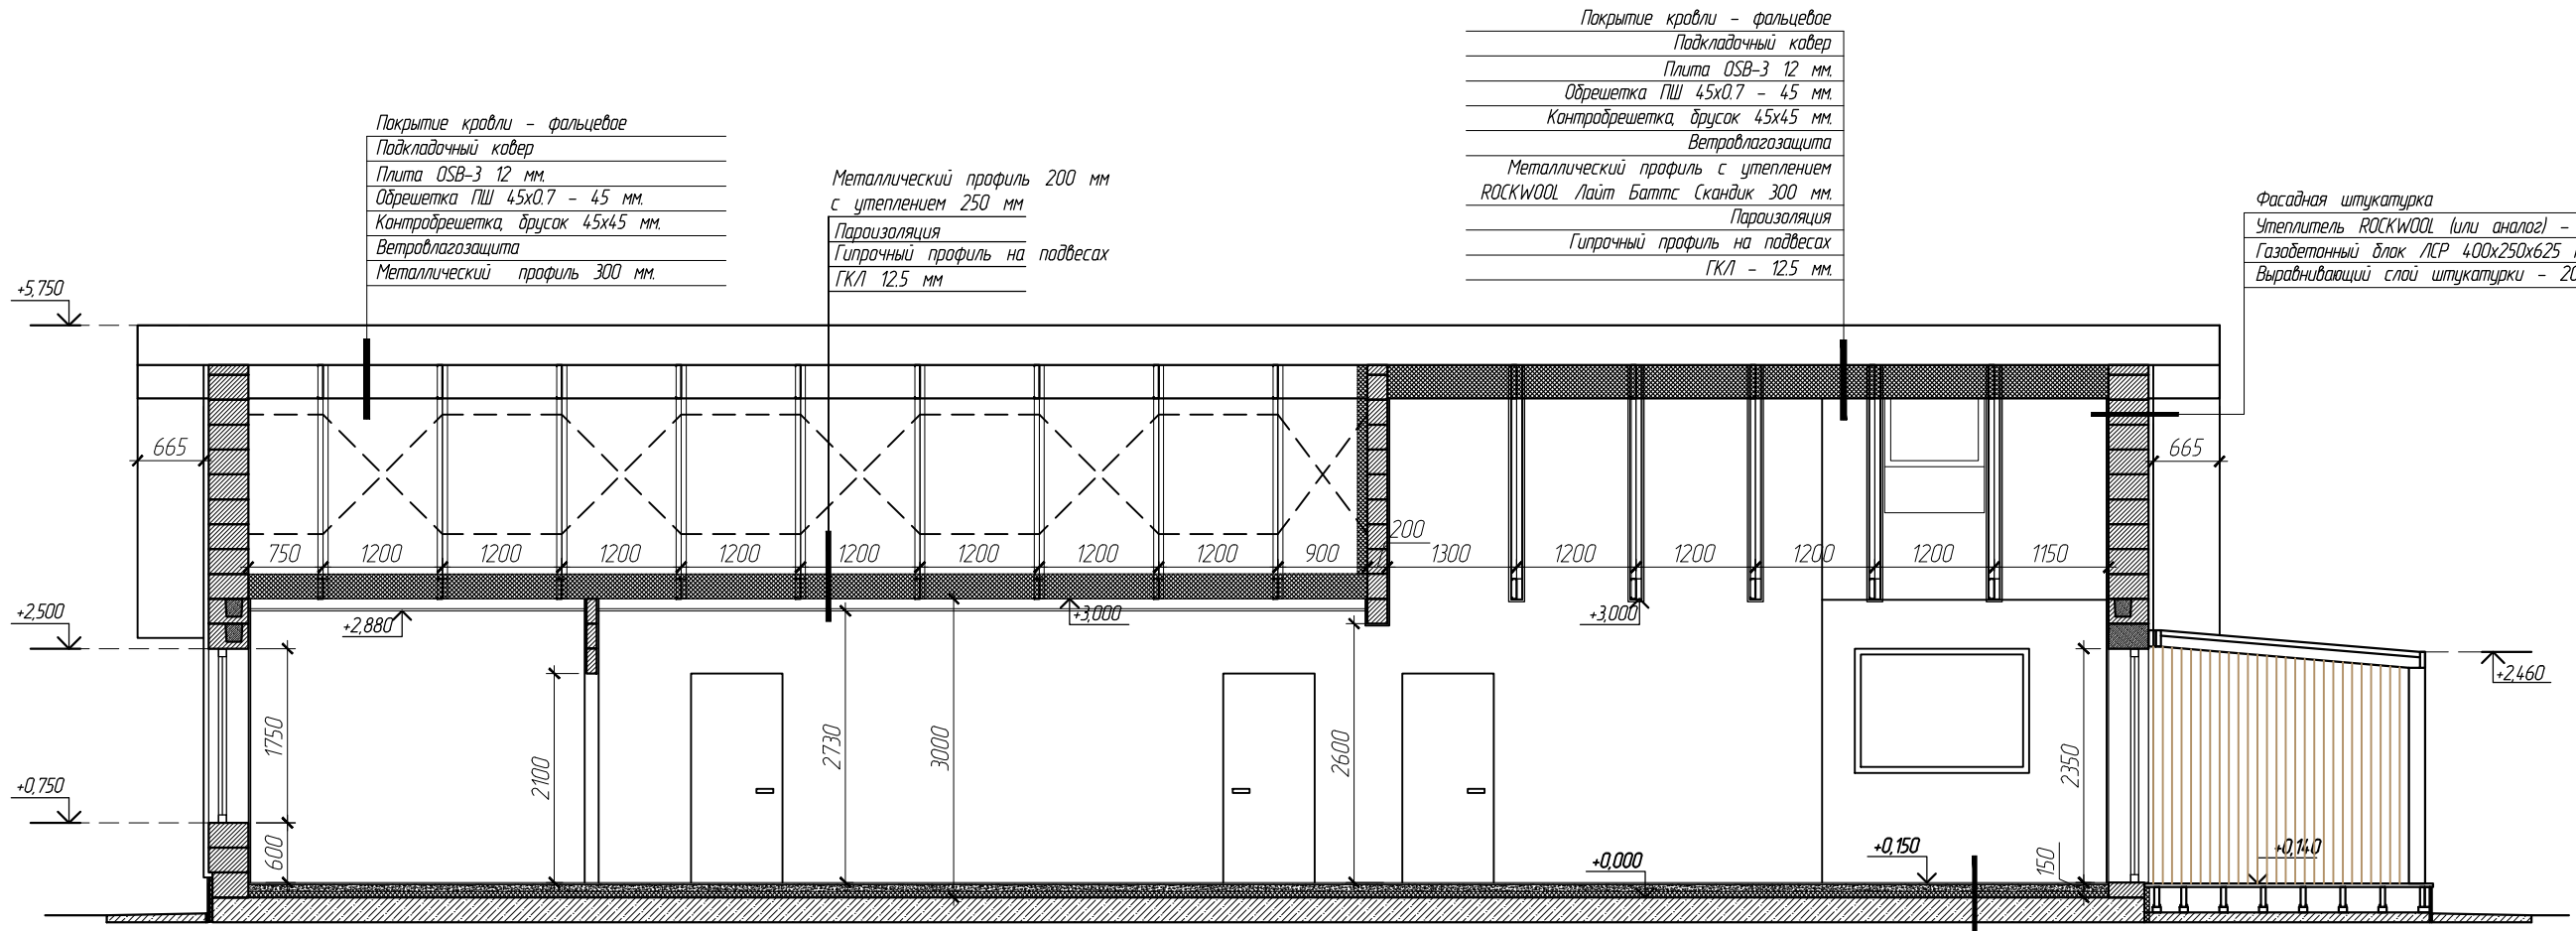 Покрытие кровли - фальцевое
Подкладочный ковер
Плита OSB-3 12 мм.
Обрешетка ПШ 45х0.7 - 45 мм.
Контробрешетка, брусок 45х45 мм.
Ветровлагозащита
Металлический профиль с утеплением
ROCKWOOL Лайт Баттс Скандик 300 мм.
Пароизоляция
Гипрочный профиль на подвесах
ГКЛ - 12.5 мм.
Покрытие кровли - фальцевое
Подкладочный ковер
Плита OSB-3 12 мм.
Обрешетка ПШ 45х0.7 - 45 мм.
Контробрешетка, брусок 45х45 мм.
Ветровлагозащита
Металлический профиль 300 мм.
Металлический профиль 200 мм
с утеплением 250 мм
Пароизоляция
Гипрочный профиль на подвесах
ГКЛ 12.5 мм
Фасадная штукатурка
Утеплитель ROCKWOOL (или аналог) -
Газобетонный блок ЛСР 400х250х625
Выравнивающий слой штукатурки - 20
+5,750
665
665
200
750 1200 1200 1200 1200 1200 1200 1200 1200 900 1300 1200 1200 1200 1200 1150
+2,500
+2,880
+3,000
+3,000
+2,460
1750
2100
2730
3000
2600
2350
+0,750
600
+0,000
+0,150
150
+0,140